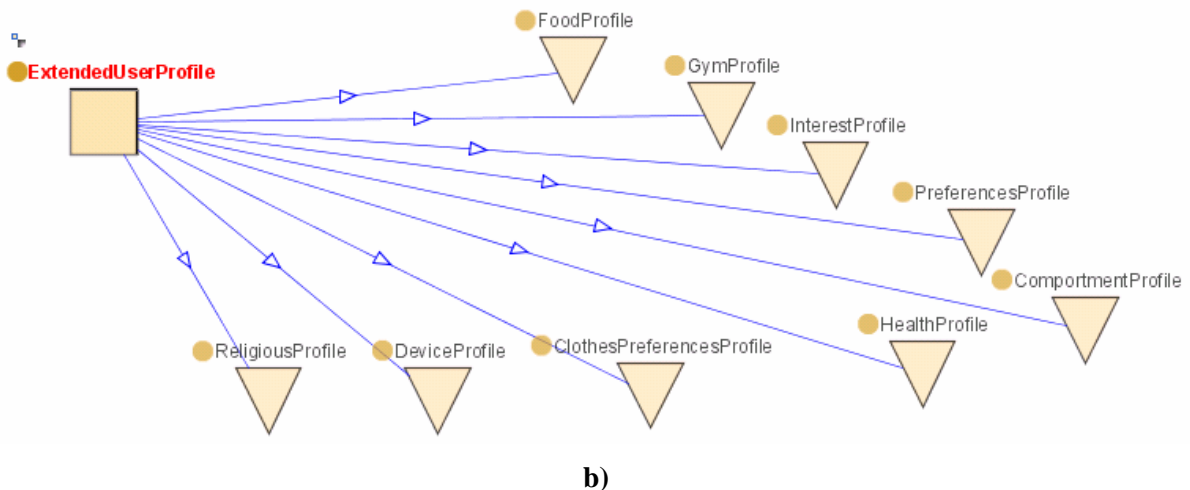 FoodProfile
GymProfile
ExtendedUserProfile
InterestProfile
PreferencesProfile
ComportmentProfile
HealthProfile
ReligiousProfile
DeviceProfile
ClothesPreferencesProfile
b)